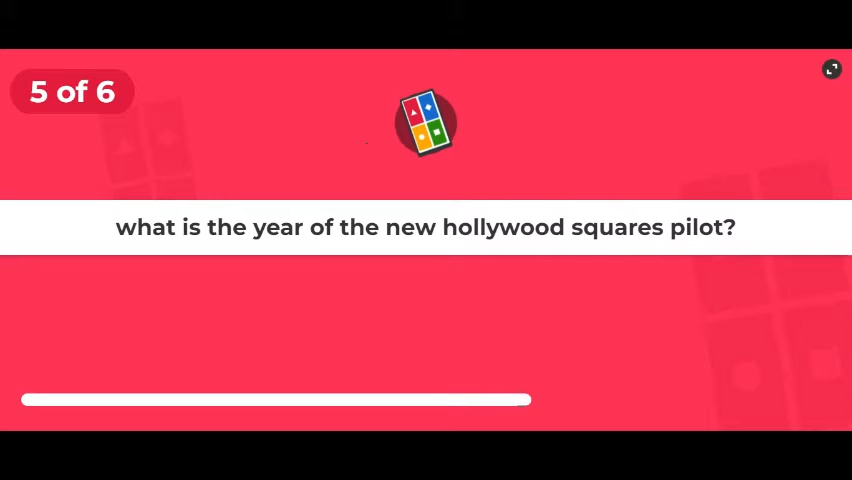 5 of 6
what is the year of the new hollywood squares pilot?